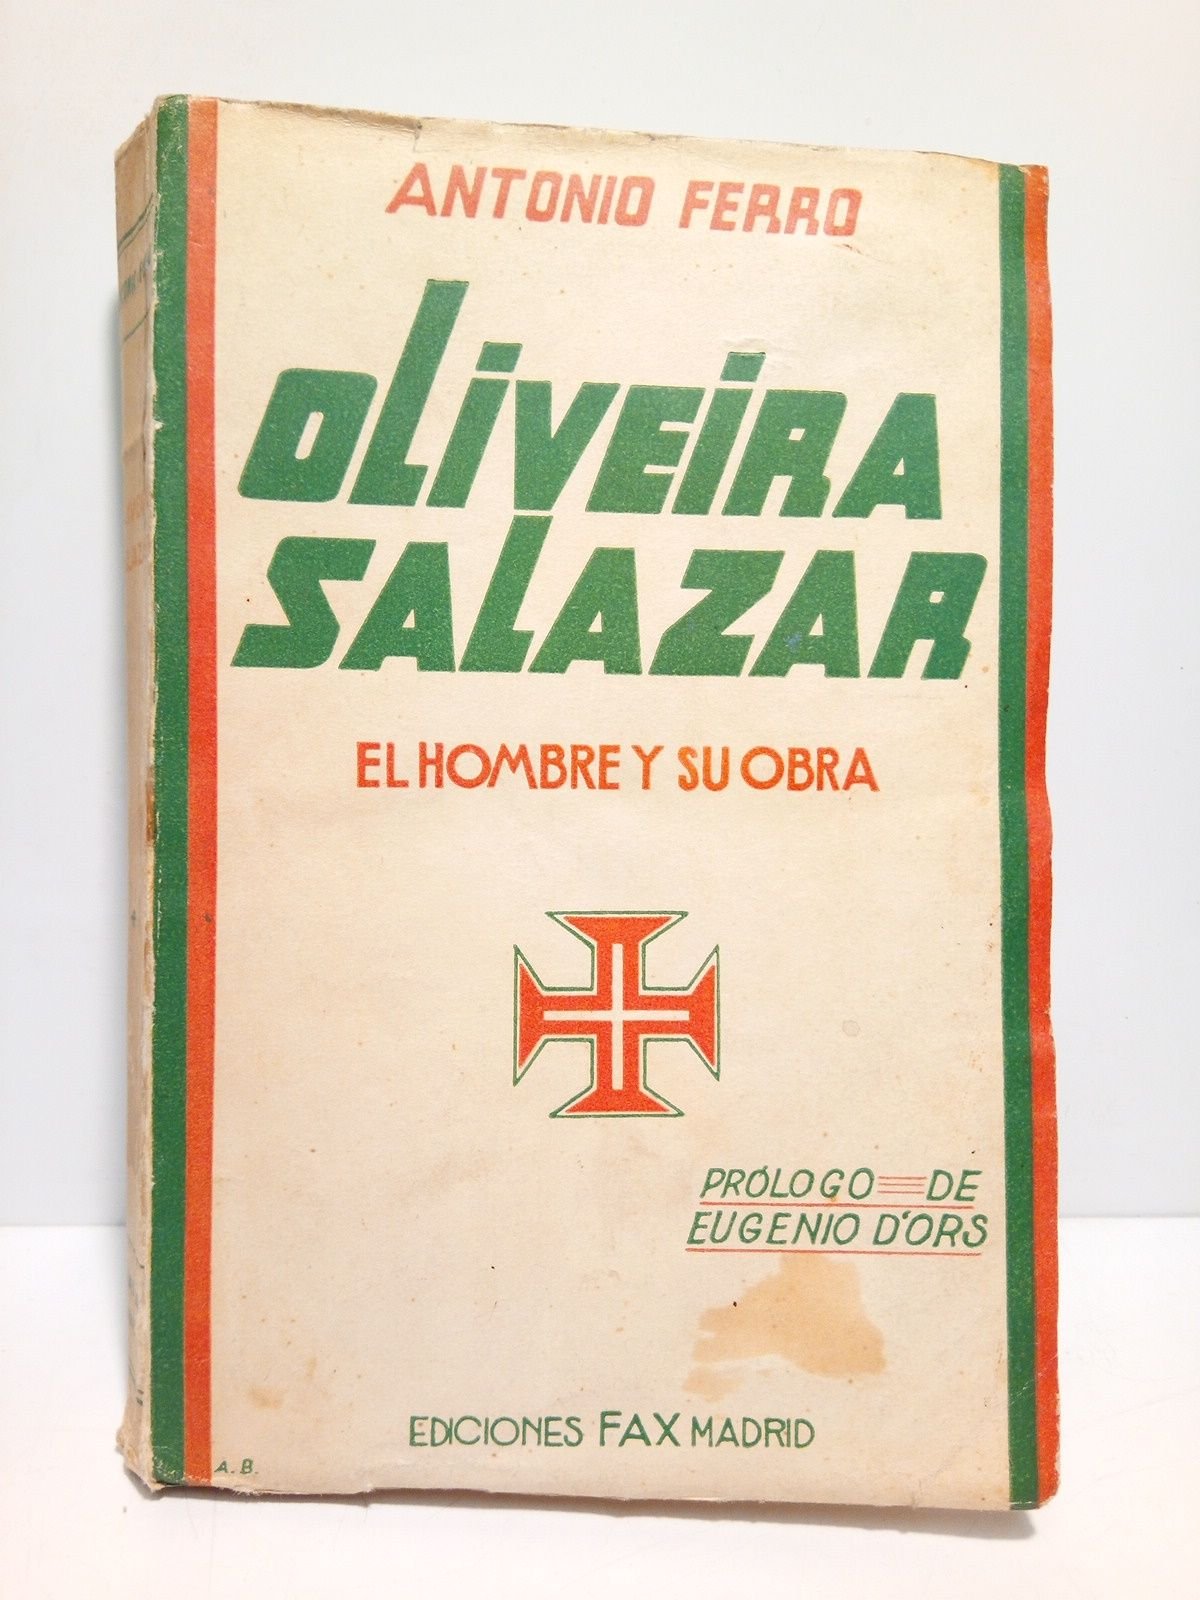 ANTONIO FERRO
OLIVEIRA
SALAZAR
EL HOMBRE Y SU OBRA
PRÓLOGO DE
EUGENIO D'ORS
EDICIONES FAX MADRID
A. B.